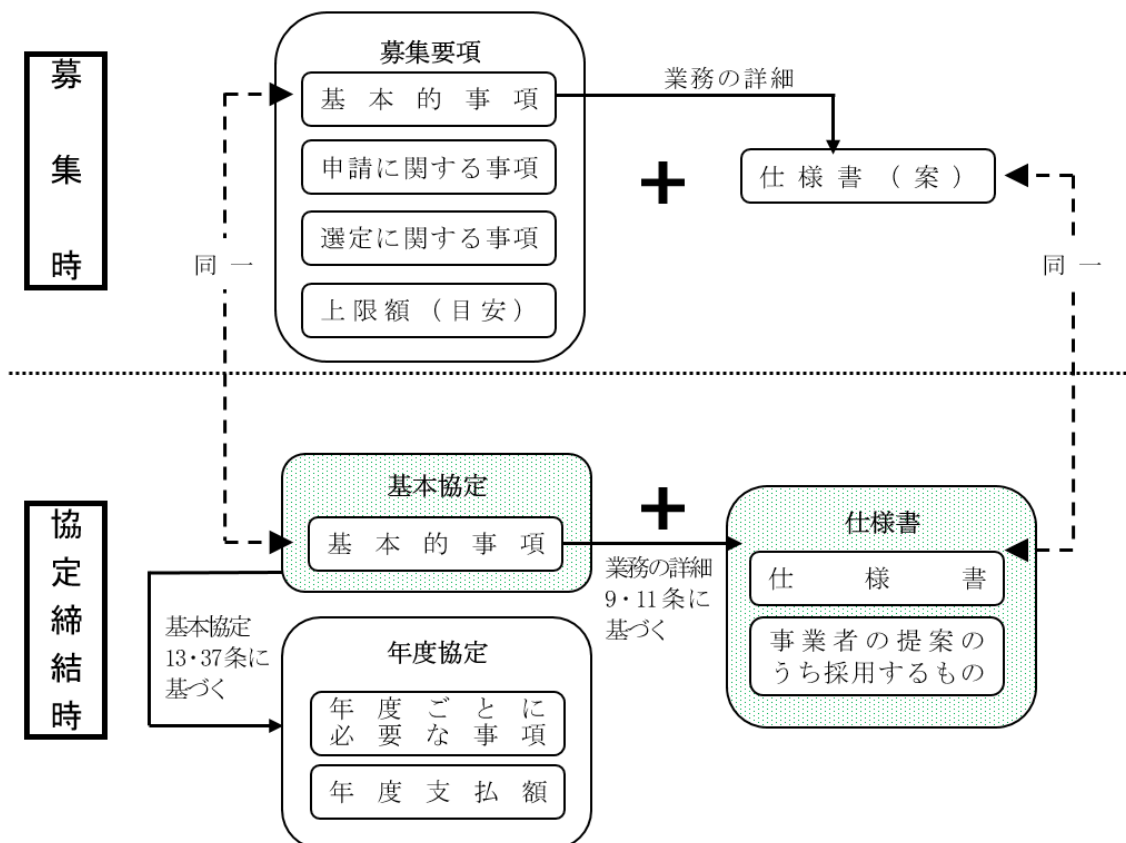 募集時
募集要項
基本的事項
申請に関する事項
選定に関する事項
上限額（目安）
業務の詳細
＋
仕様書（案）
同一
同一
協定締結時
基本協定
基本的事項
基本協定
13・37条に
基づく
年度協定
年度ごとに
必要な事項
年度支払額
＋
業務の詳細
9・11条に
基づく
仕様書
仕様書
事業者の提案の
うち採用するもの